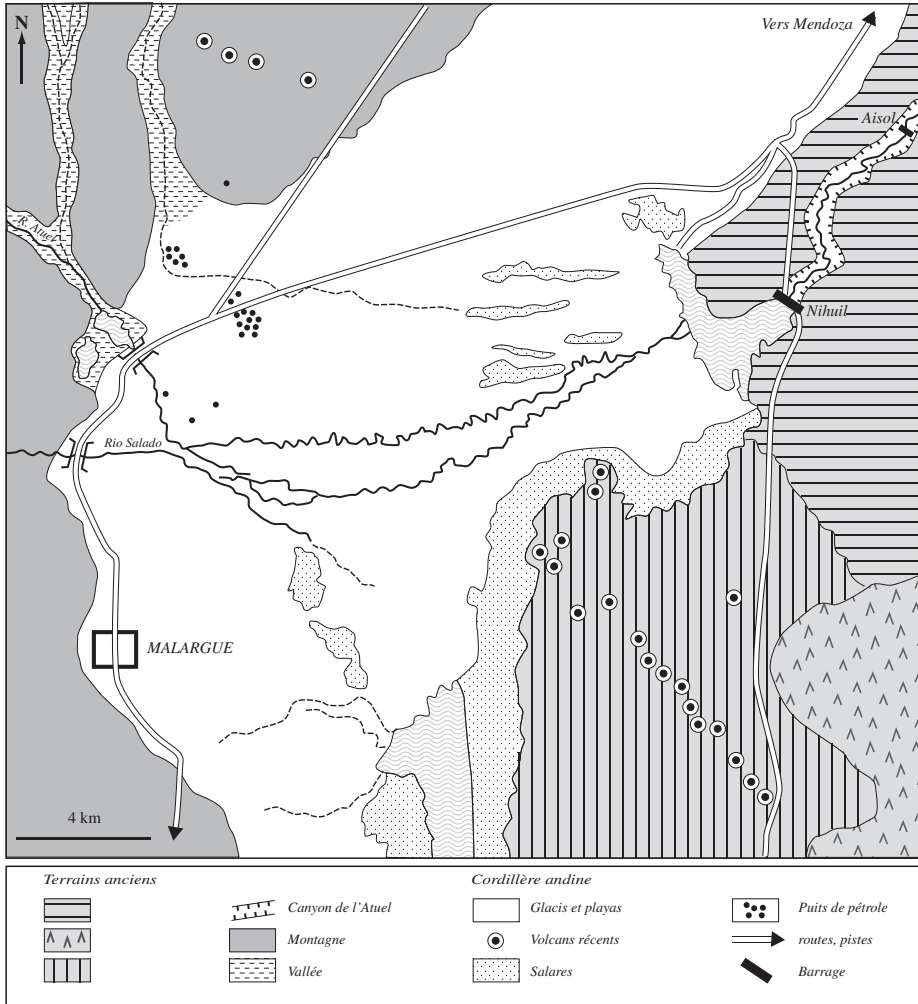 N
Vers Mendoza
Aisol
R. Atuel
Nihuil
Rio Salado
MALARGUE
4 km
Terrains anciens
Cordillère andine
Canyon de l'Atuel
Glacis et playas
Puits de pétrole
Montagne
Volcans récents
routes, pistes
Vallée
Salares
Barrage